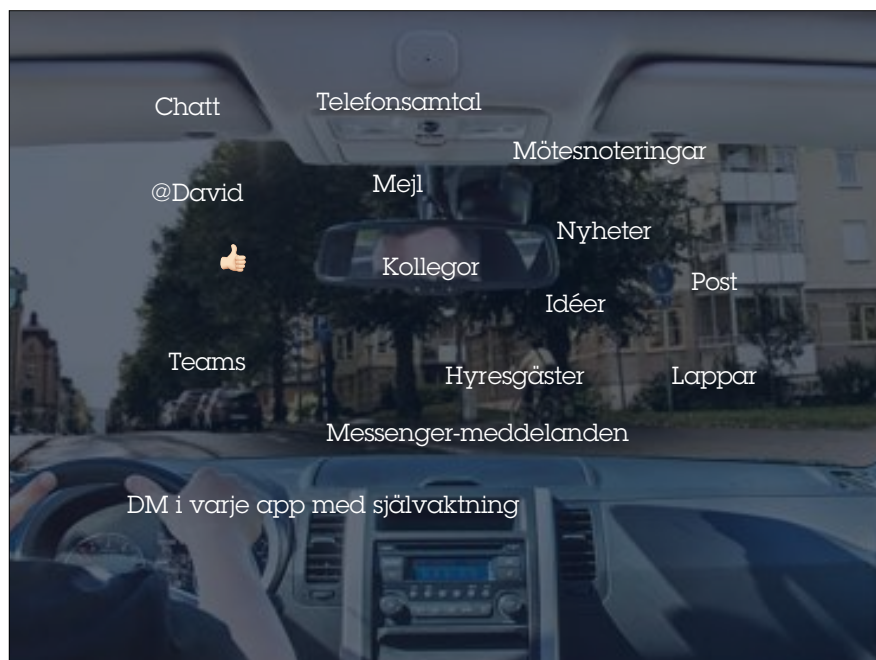 Chatt
Telefonsamtal
Mötesnoteringar
@David
Mejl
Nyheter
👍🏻
Kollegor
Post
Idéer
Teams
Hyresgäster
Lappar
Messenger-meddelanden
DM i varje app med självaktning